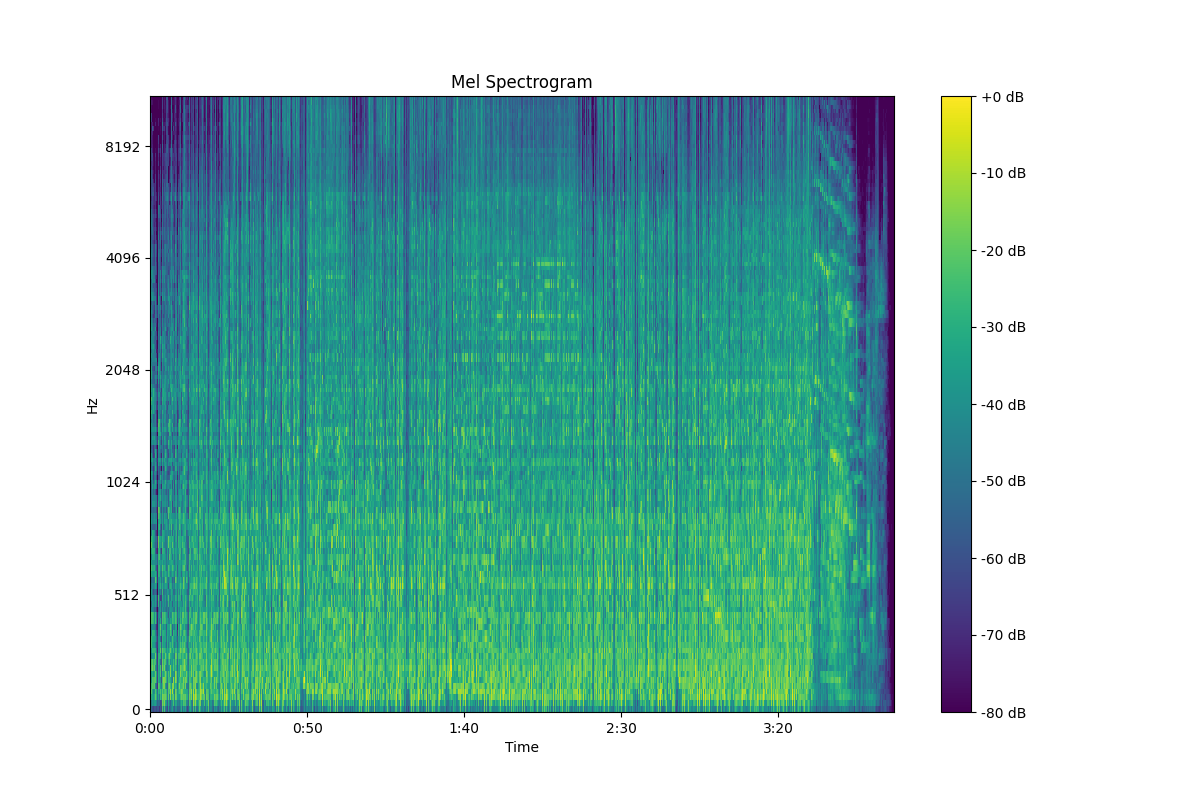 Mel Spectrogram
+0 dB
8192
-10 dB
-20 dB
4096
-30 dB
2048
Hz
-40 dB
1024
-50 dB
512
-60 dB
-70 dB
0
-80 dB
0:00
0:50
1:40
2:30
3:20
Time